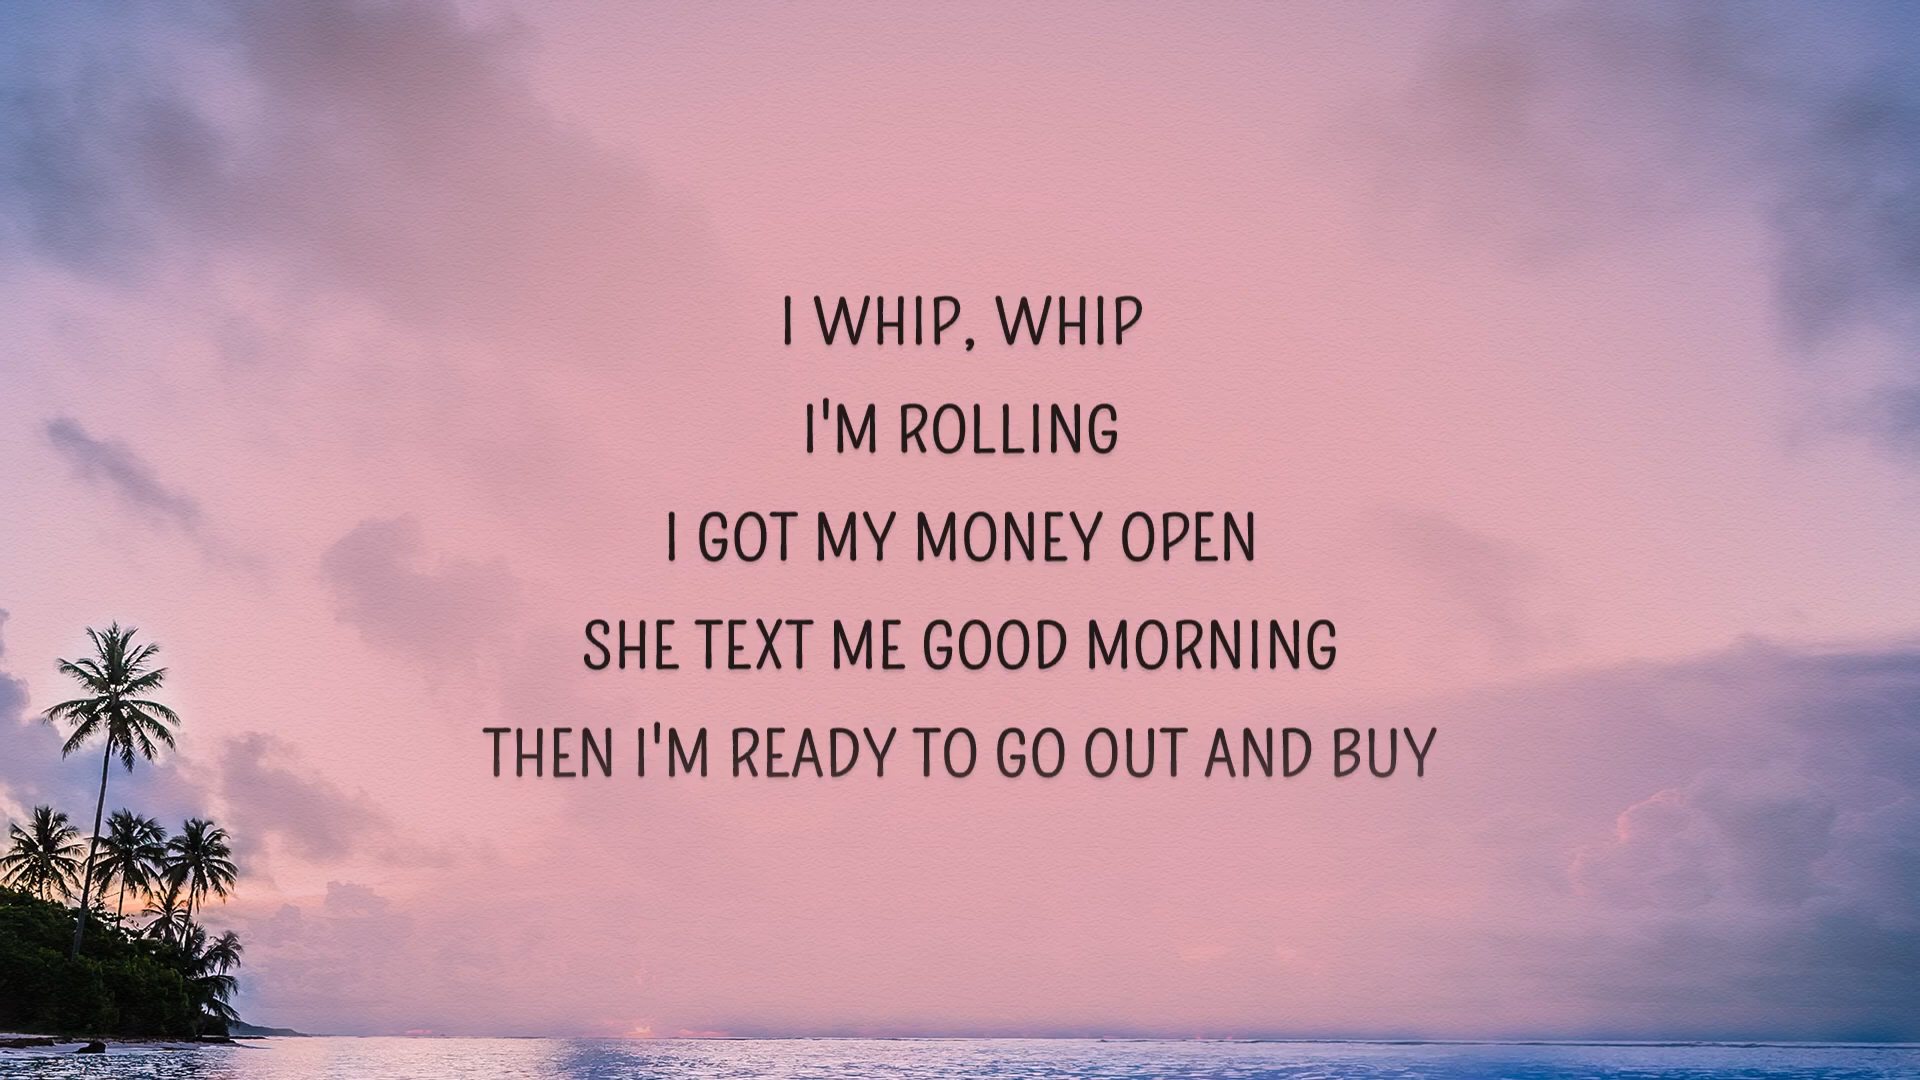 I WHIP, WHIP
I'M ROLLING
I GOT MY MONEY OPEN
SHE TEXT ME GOOD MORNING
THEN I'M READY TO GO OUT AND BUY